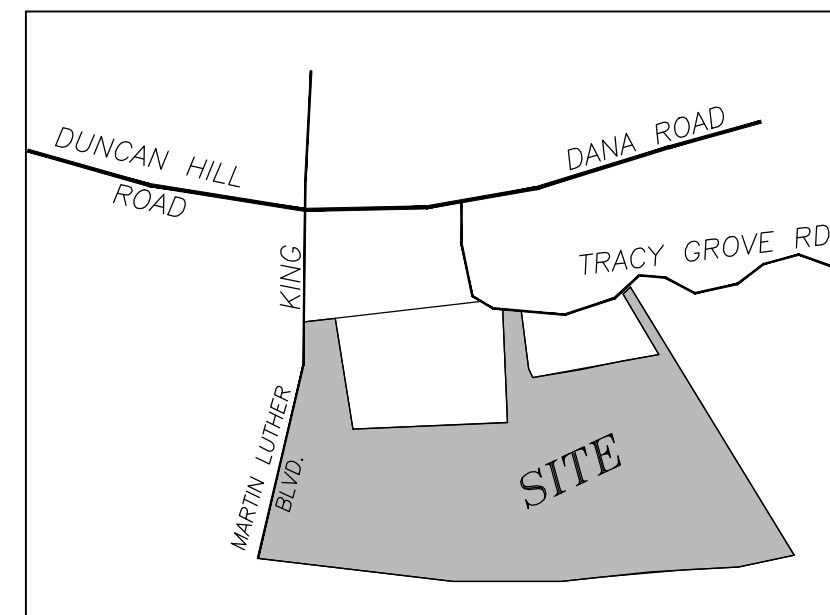 DUNCAN HILL
ROAD
DANA ROAD
TRACY GROVE RD
KING
MARTIN LUTHER
BLVD.
SITE